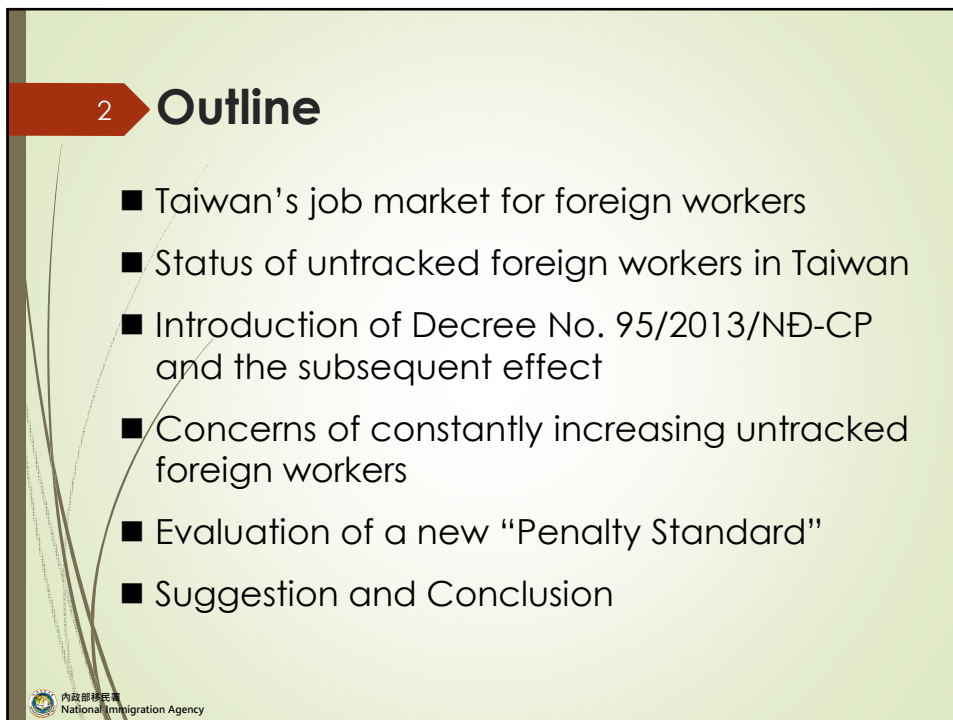 2
Outline
■ Taiwan’s job market for foreign workers
■ Status of untracked foreign workers in Taiwan
■ Introduction of Decree No. 95/2013/NĐ-CP
and the subsequent effect
■ Concerns of constantly increasing untracked
foreign workers
■ Evaluation of a new “Penalty Standard”
■ Suggestion and Conclusion
內政部移民署
National Immigration Agency